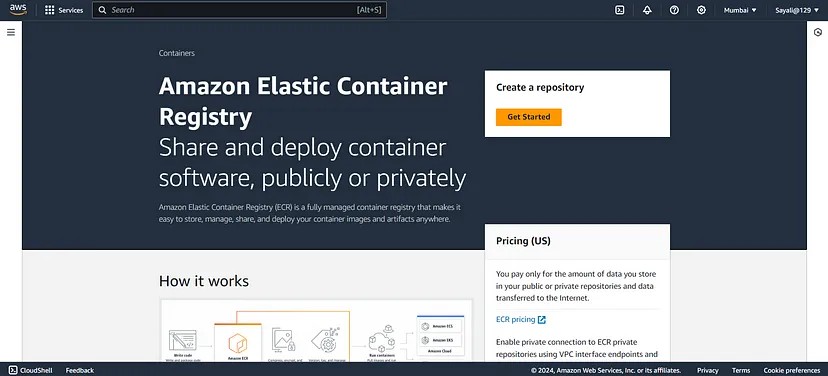 aws
Services
Search
[Alt+S]
Mumbai
Sayali@129
Containers
Amazon Elastic Container
Registry
Share and deploy container
software, publicly or privately
Amazon Elastic Container Registry (ECR) is a fully managed container registry that makes it
easy to store, manage, share, and deploy your container images and artifacts anywhere.
Create a repository
Get Started
Pricing (US)
You pay only for the amount of data you store
in your public or private repositories and data
transferred to the Internet.
ECR pricing
Enable private connection to ECR private
repositories using VPC interface endpoints and
How it works
Write code
Amazon ECR
Run containers
Amazon ECS
Amazon EKS
Amazon Cloud
CloudShell
Feedback
© 2024, Amazon Web Services, Inc. or its affiliates.
Privacy
Terms
Cookie preferences